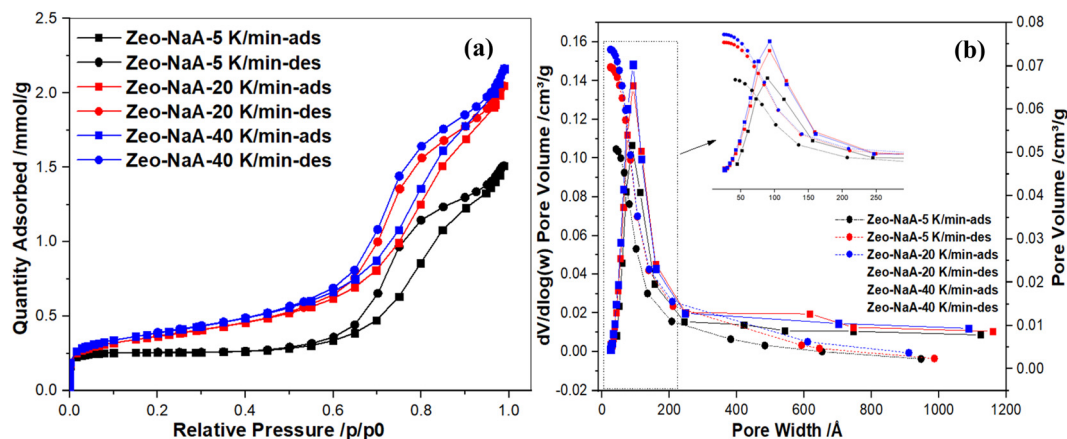 (a)
Zeo-NaA-5 K/min-ads
Zeo-NaA-5 K/min-des
Zeo-NaA-20 K/min-ads
Zeo-NaA-20 K/min-des
Zeo-NaA-40 K/min-ads
Zeo-NaA-40 K/min-des
Quantity Adsorbed /mmol/g
2.5
2.0
1.5
1.0
0.5
0.0
0.0 0.2 0.4 0.6 0.8 1.0
Relative Pressure /p/p0
(b)
dV/dlog(w) Pore Volume /cm³/g
0.16
0.14
0.12
0.10
0.08
0.06
0.04
0.02
0.00
-0.02
50 100 150 200 250
Zeo-NaA-5 K/min-ads
Zeo-NaA-5 K/min-des
Zeo-NaA-20 K/min-ads
Zeo-NaA-20 K/min-des
Zeo-NaA-40 K/min-ads
Zeo-NaA-40 K/min-des
0.08
0.07
0.06
0.05
0.04
0.03
0.02
0.01
0.00
Pore Volume /cm³/g
0 200 400 600 800 1000 1200
Pore Width /Å